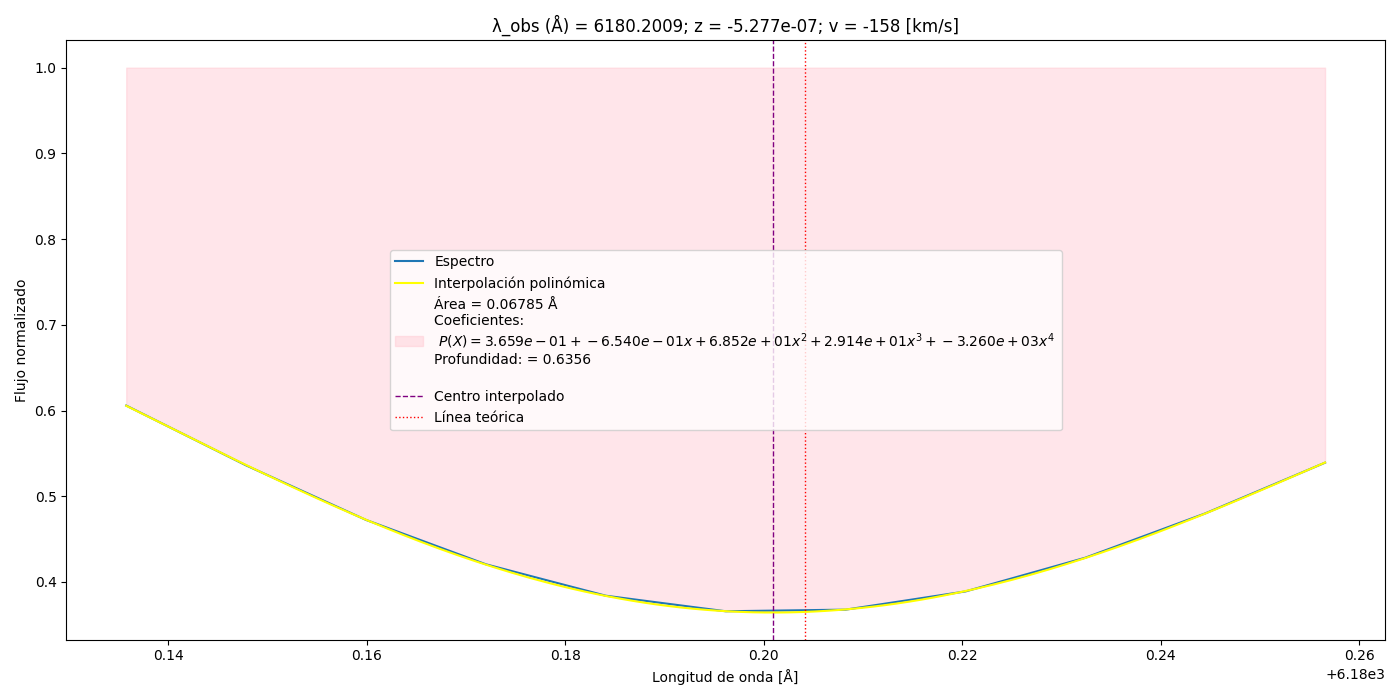 λ_obs (Å) = 6180.2009; z = -5.277e-07; v = -158 [km/s]
Flujo normalizado
1.0
0.9
0.8
0.7
0.6
0.5
0.4
Espectro
Interpolación polinómica
Área = 0.06785 Å
Coeficientes:
P(X) = 3.659e − 01 + −6.540e − 01x + 6.852e + 01x² + 2.914e + 01x³ + −3.260e + 03x⁴
Profundidad: = 0.6356
Centro interpolado
Línea teórica
0.14 0.16 0.18 0.20 0.22 0.24 0.26
+6.18e3
Longitud de onda [Å]